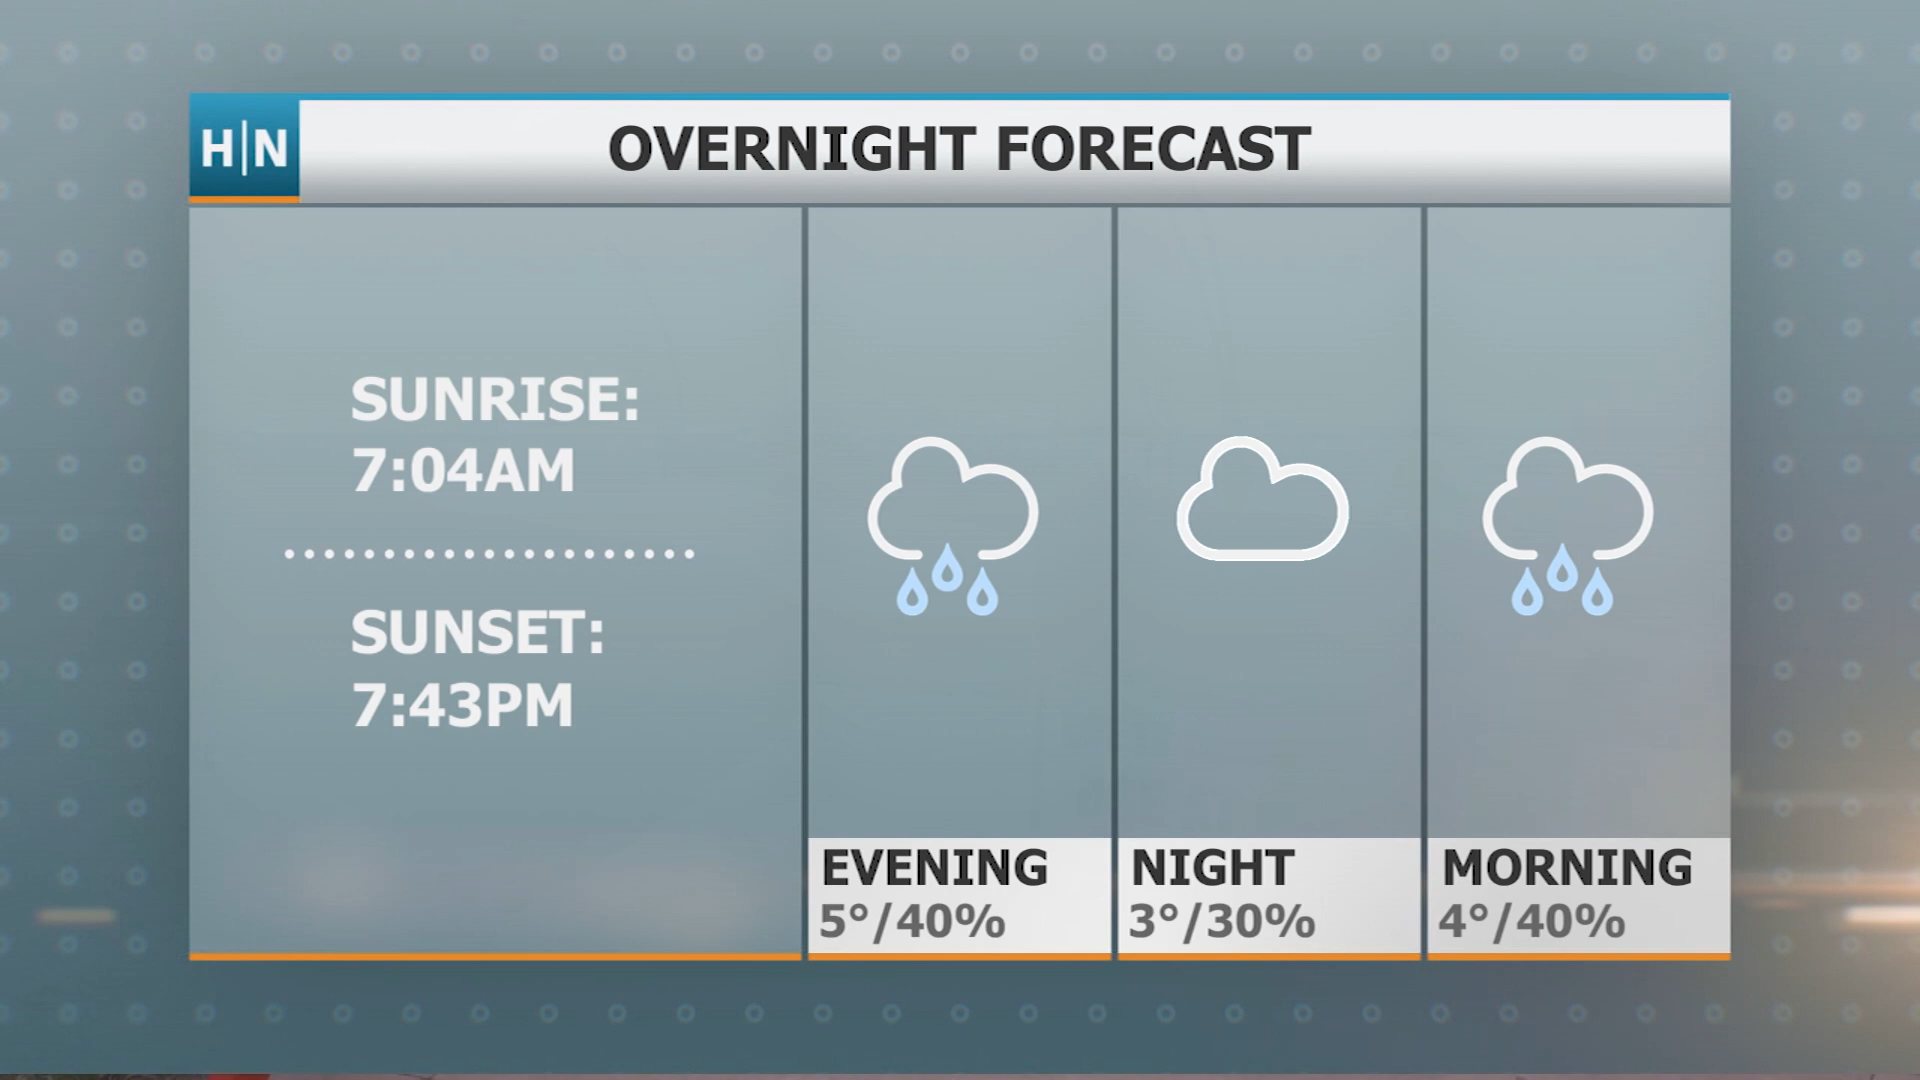 H|N
OVERNIGHT FORECAST
SUNRISE:
7:04AM
SUNSET:
7:43PM
EVENING
5°/40%
NIGHT
3°/30%
MORNING
4°/40%